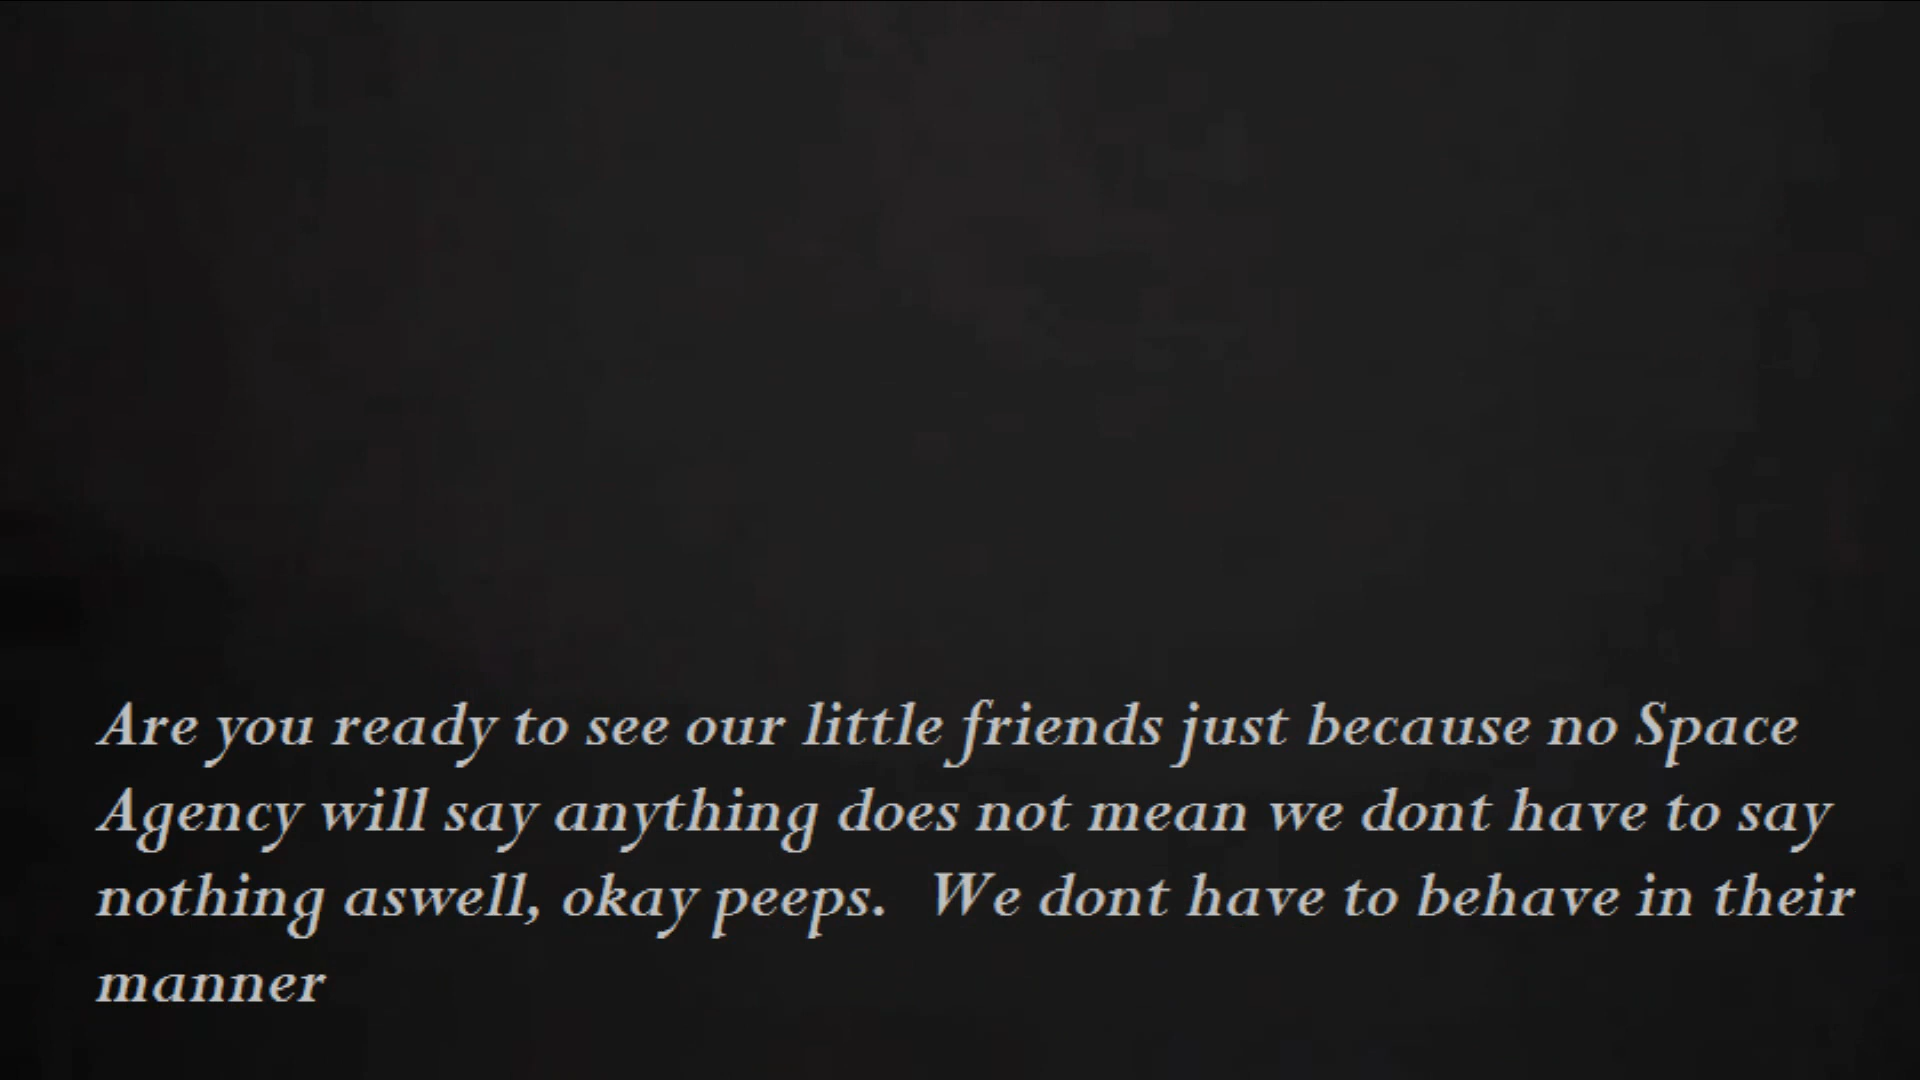 Are you ready to see our little friends just because no Space
Agency will say anything does not mean we dont have to say
nothing aswell, okay peeps.  We dont have to behave in their
manner